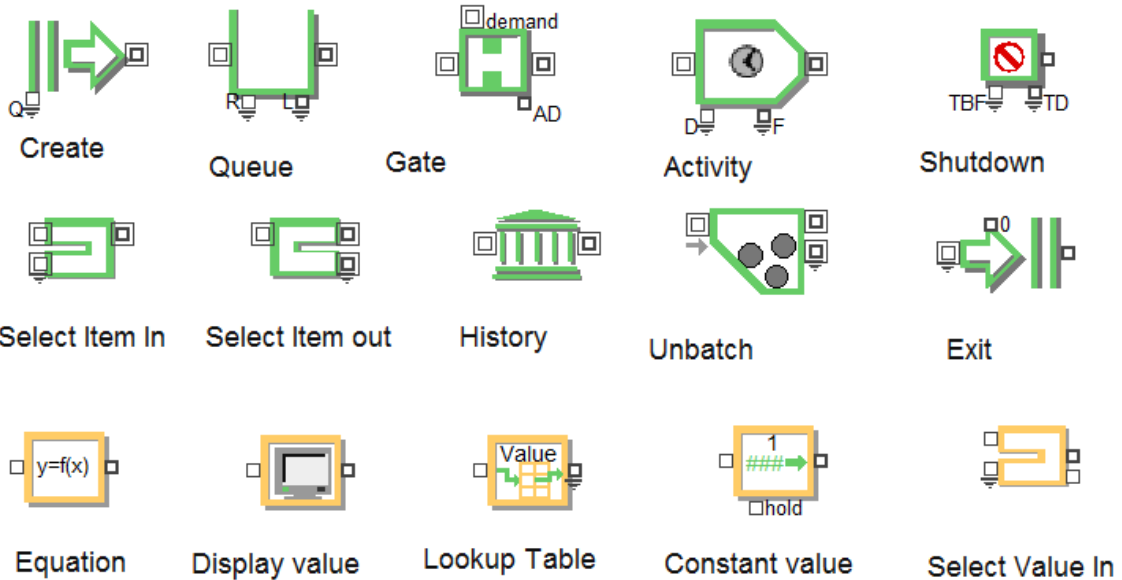 demand
Q
R L
AD
D F
TBF TD
Create
Queue
Gate
Activity
Shutdown
0
Select Item In
Select Item out
History
Unbatch
Exit
y=f(x)
Value
1
###
hold
Equation
Display value
Lookup Table
Constant value
Select Value In